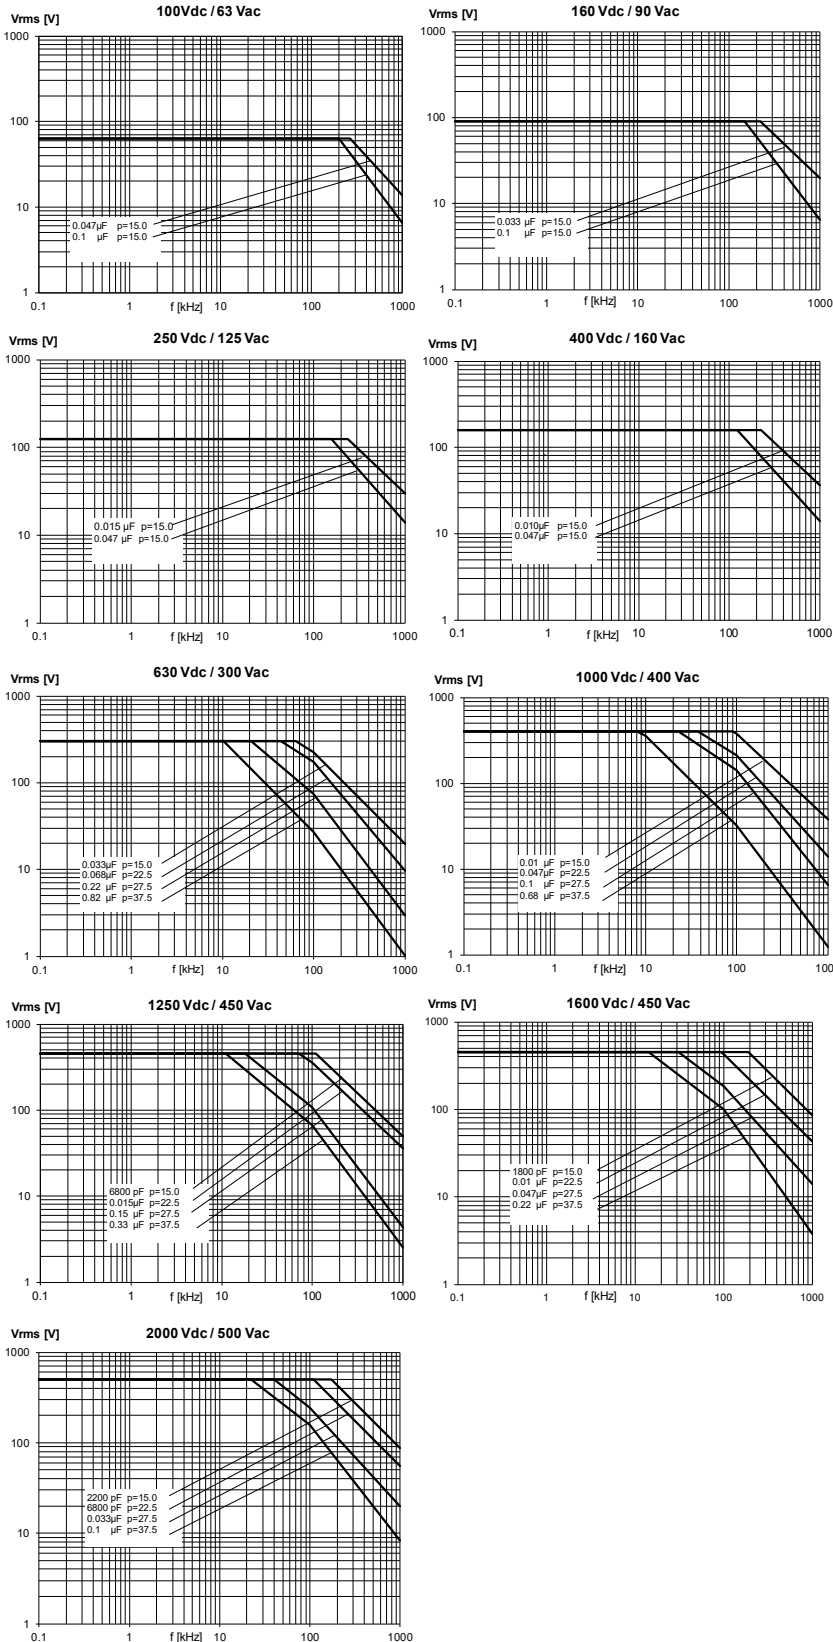 100Vdc / 63 Vac
Vrms [V]
1000
100
10
1
0.047µF p=15.0
0.1 µF p=15.0
0.1
1
10
100
1000
f [kHz]
160 Vdc / 90 Vac
Vrms [V]
1000
100
10
1
0.033 µF p=15.0
0.1 µF p=15.0
0.1
1
10
100
1000
f [kHz]
250 Vdc / 125 Vac
Vrms [V]
1000
100
10
1
0.015 µF p=15.0
0.047 µF p=15.0
0.1
1
10
100
1000
f [kHz]
400 Vdc / 160 Vac
Vrms [V]
1000
100
10
1
0.010µF p=15.0
0.047µF p=15.0
0.1
1
10
100
1000
f [kHz]
630 Vdc / 300 Vac
Vrms [V]
1000
100
10
1
0.033µF p=15.0
0.068µF p=22.5
0.22 µF p=27.5
0.82 µF p=37.5
0.1
1
10
100
1000
f [kHz]
1000 Vdc / 400 Vac
Vrms [V]
1000
100
10
1
0.01 µF p=15.0
0.047µF p=22.5
0.1 µF p=27.5
0.68 µF p=37.5
0.1
1
10
100
100
f [kHz]
1250 Vdc / 450 Vac
Vrms [V]
1000
100
10
1
6800 pF p=15.0
0.015µF p=22.5
0.15 µF p=27.5
0.33 µF p=37.5
0.1
1
10
100
1000
f [kHz]
1600 Vdc / 450 Vac
Vrms [V]
1000
100
10
1
1800 pF p=15.0
0.01 µF p=22.5
0.047µF p=27.5
0.22 µF p=37.5
0.1
1
10
100
1000
f [kHz]
2000 Vdc / 500 Vac
Vrms [V]
1000
100
10
1
2200 pF p=15.0
6800 pF p=22.5
0.033µF p=27.5
0.1 µF p=37.5
0.1
1
10
100
1000
f [kHz]